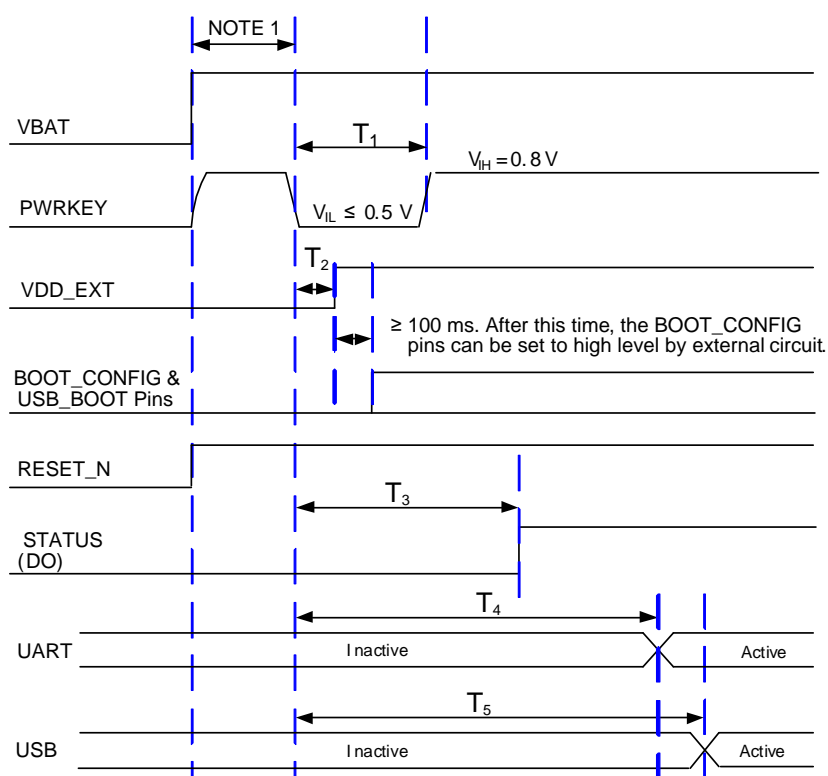 NOTE 1
VBAT
T1
VIH = 0.8 V
PWRKEY
VIL ≤ 0.5 V
T2
VDD_EXT
≥ 100 ms. After this time, the BOOT_CONFIG
pins can be set to high level by external circuit.
BOOT_CONFIG &
USB_BOOT Pins
RESET_N
T3
STATUS
(DO)
T4
UART
Inactive
Active
T5
USB
Inactive
Active